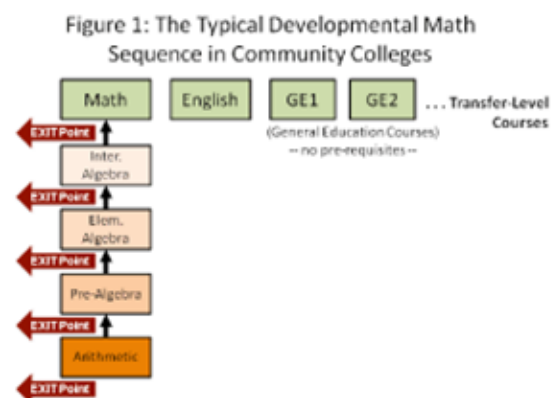 Figure 1: The Typical Developmental Math
Sequence in Community Colleges
Math
English
GE1
GE2
... Transfer-Level
Courses
(General Education Courses)
-- no pre-requisites --
EXIT Point
Inter.
Algebra
EXIT Point
Elem.
Algebra
EXIT Point
Pre-Algebra
EXIT Point
Arithmetic
EXIT Point